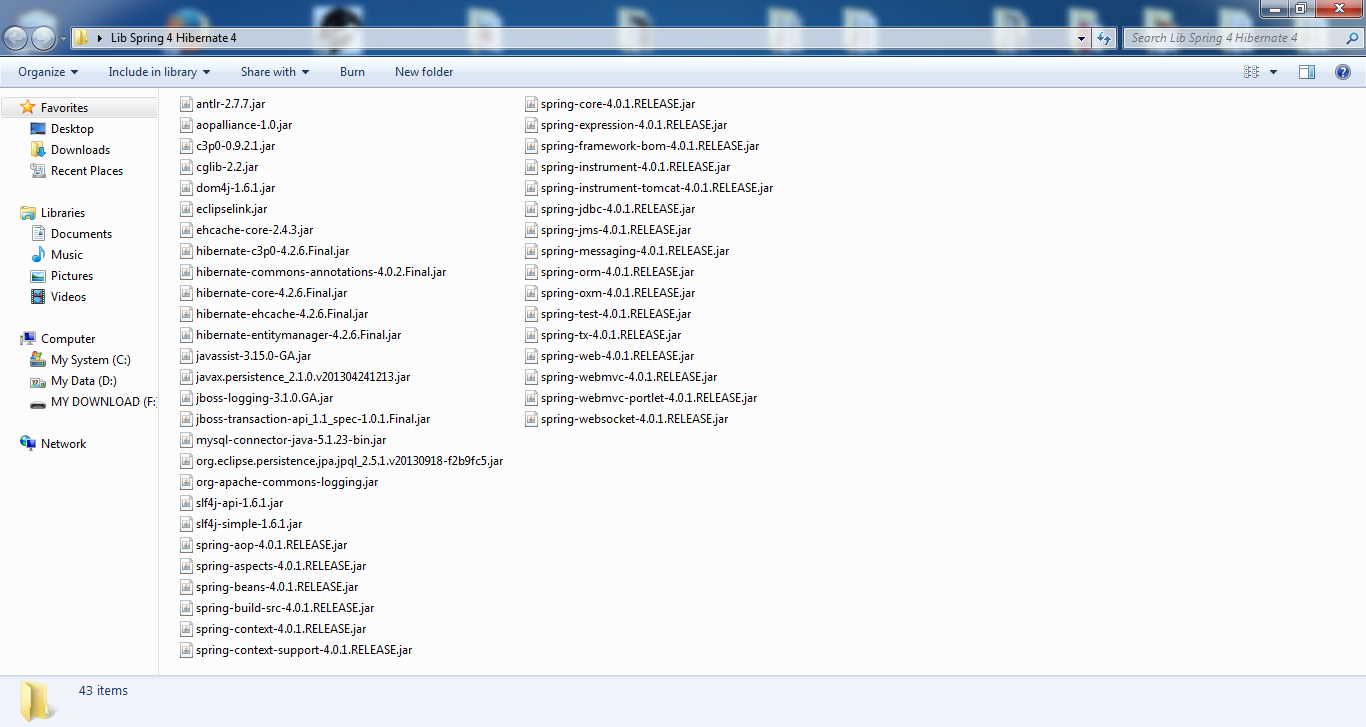 Lib Spring 4 Hibernate 4
Search Lib Spring 4 Hibernate 4
Organize Include in library Share with Burn New folder
Favorites
Desktop
Downloads
Recent Places
Libraries
Documents
Music
Pictures
Videos
Computer
My System (C:)
My Data (D:)
MY DOWNLOAD (F:
Network
antlr-2.7.7.jar
aopalliance-1.0.jar
c3p0-0.9.2.1.jar
cglib-2.2.jar
dom4j-1.6.1.jar
eclipselink.jar
ehcache-core-2.4.3.jar
hibernate-c3p0-4.2.6.Final.jar
hibernate-commons-annotations-4.0.2.Final.jar
hibernate-core-4.2.6.Final.jar
hibernate-ehcache-4.2.6.Final.jar
hibernate-entitymanager-4.2.6.Final.jar
javassist-3.15.0-GA.jar
javax.persistence_2.1.0.v201304241213.jar
jboss-logging-3.1.0.GA.jar
jboss-transaction-api_1.1_spec-1.0.1.Final.jar
mysql-connector-java-5.1.23-bin.jar
org.eclipse.persistence.jpa.jpql_2.5.1.v20130918-f2b9fc5.jar
org-apache-commons-logging.jar
slf4j-api-1.6.1.jar
slf4j-simple-1.6.1.jar
spring-aop-4.0.1.RELEASE.jar
spring-aspects-4.0.1.RELEASE.jar
spring-beans-4.0.1.RELEASE.jar
spring-build-src-4.0.1.RELEASE.jar
spring-context-4.0.1.RELEASE.jar
spring-context-support-4.0.1.RELEASE.jar
spring-core-4.0.1.RELEASE.jar
spring-expression-4.0.1.RELEASE.jar
spring-framework-bom-4.0.1.RELEASE.jar
spring-instrument-4.0.1.RELEASE.jar
spring-instrument-tomcat-4.0.1.RELEASE.jar
spring-jdbc-4.0.1.RELEASE.jar
spring-jms-4.0.1.RELEASE.jar
spring-messaging-4.0.1.RELEASE.jar
spring-orm-4.0.1.RELEASE.jar
spring-oxm-4.0.1.RELEASE.jar
spring-test-4.0.1.RELEASE.jar
spring-tx-4.0.1.RELEASE.jar
spring-web-4.0.1.RELEASE.jar
spring-webmvc-4.0.1.RELEASE.jar
spring-webmvc-portlet-4.0.1.RELEASE.jar
spring-websocket-4.0.1.RELEASE.jar
43 items